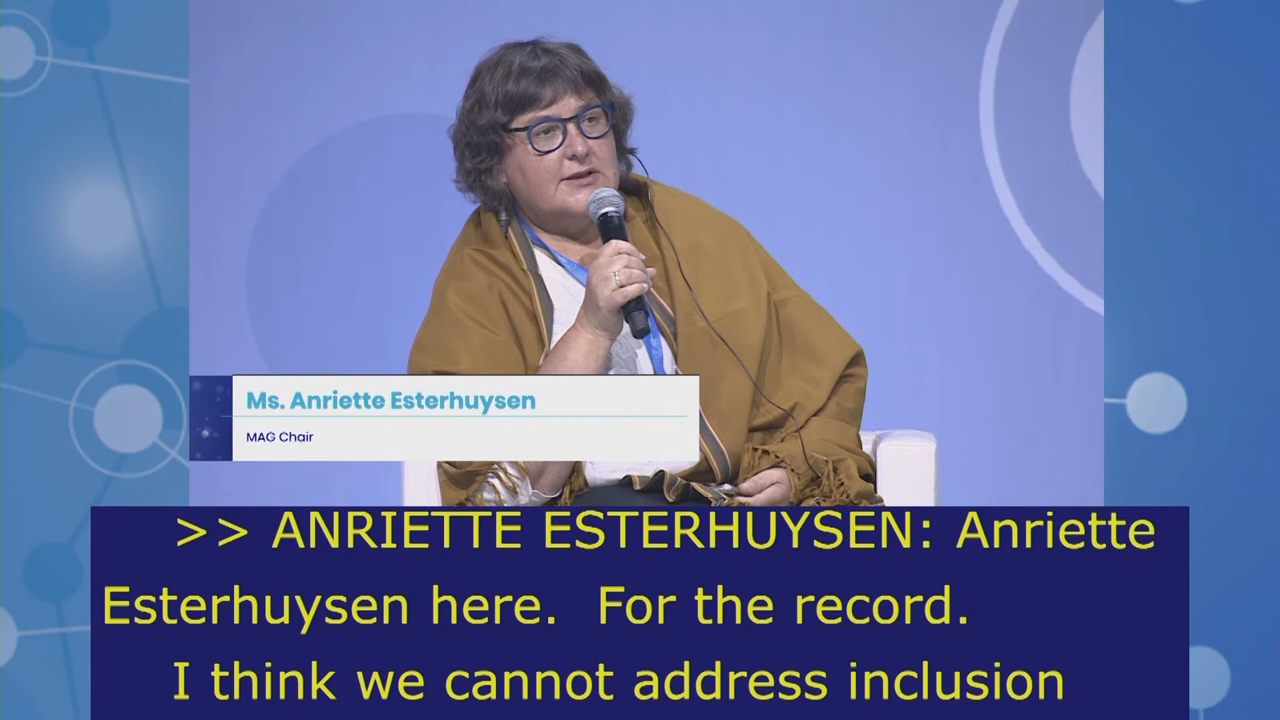 Ms. Anriette Esterhuysen
MAG Chair
>> ANRIETTE ESTERHUYSEN: Anriette
Esterhuysen here.  For the record.
I think we cannot address inclusion